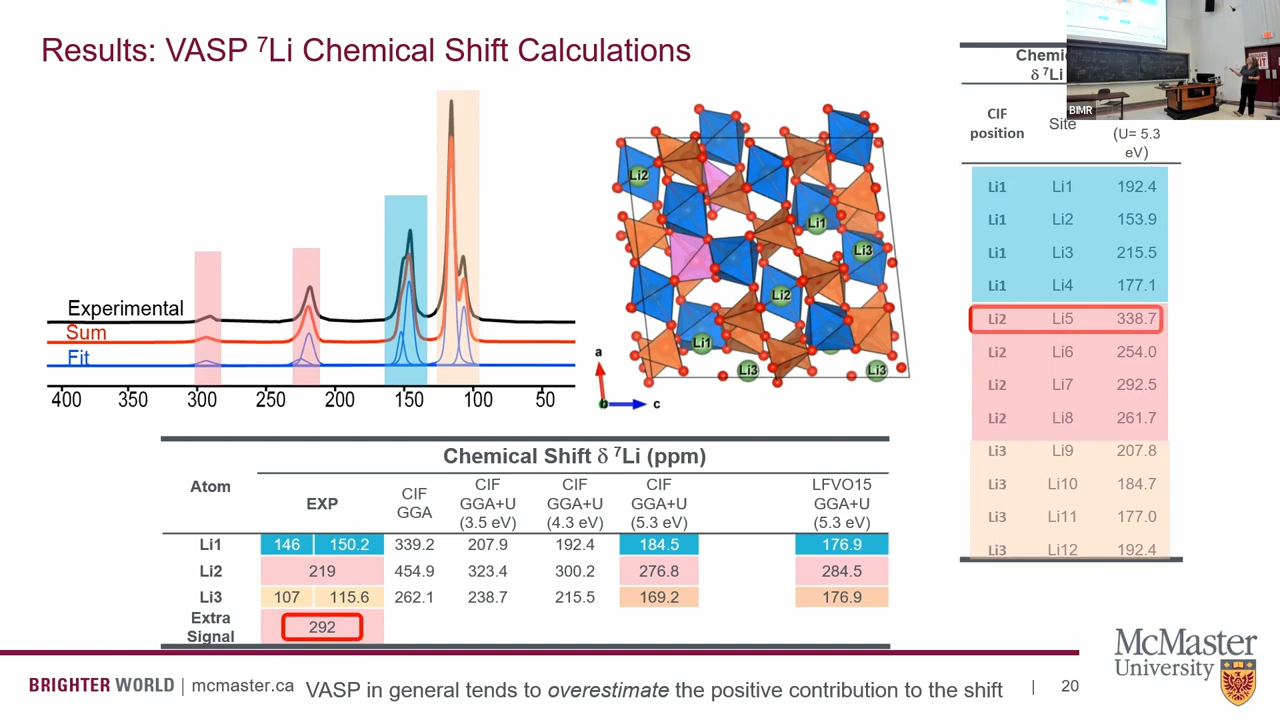 Results: VASP ⁷Li Chemical Shift Calculations
Experimental
Sum
Fit
400 350 300 250 200 150 100 50
Li2
Li1
Li3
Li2
Li1
Li3
Li3
a
b c
δ ⁷Li
CIF position Site (U= 5.3 eV)
Li1 Li1 192.4
Li1 Li2 153.9
Li1 Li3 215.5
Li1 Li4 177.1
Li2 Li5 338.7
Li2 Li6 254.0
Li2 Li7 292.5
Li2 Li8 261.7
Li3 Li9 207.8
Li3 Li10 184.7
Li3 Li11 177.0
Li3 Li12 192.4
BIMR
Chemical Shift δ ⁷Li (ppm)
Atom EXP CIF GGA CIF GGA+U (3.5 eV) CIF GGA+U (4.3 eV) CIF GGA+U (5.3 eV) LFVO15 GGA+U (5.3 eV)
Li1 146 150.2 339.2 207.9 192.4 184.5 176.9
Li2 219 454.9 323.4 300.2 276.8 284.5
Li3 107 115.6 262.1 238.7 215.5 169.2 176.9
Extra Signal 292
BRIGHTER WORLD | mcmaster.ca
VASP in general tends to overestimate the positive contribution to the shift
| 20
McMaster
University